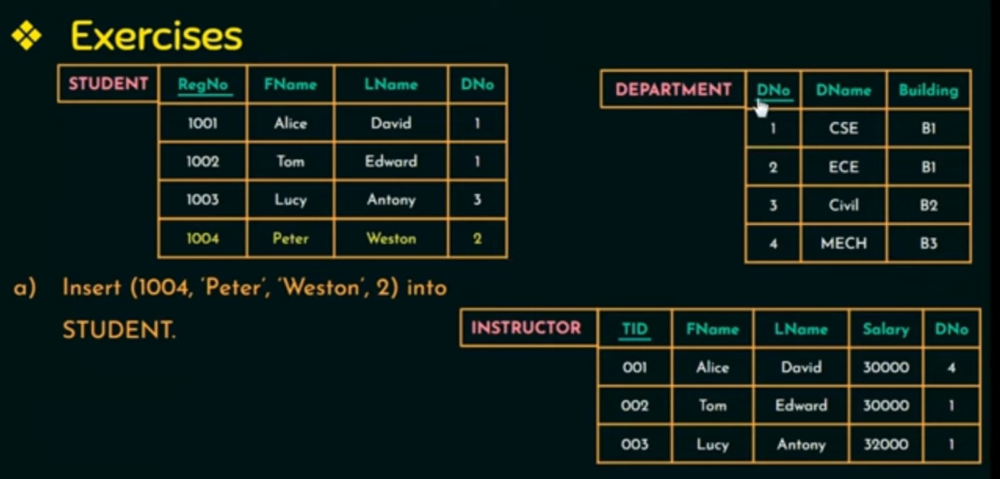 ❖ Exercises
STUDENT RegNo FName LName DNo
1001 Alice David 1
1002 Tom Edward 1
1003 Lucy Antony 3
1004 Peter Weston 2
DEPARTMENT DNo DName Building
1 CSE B1
2 ECE B1
3 Civil B2
4 MECH B3
a) Insert (1004, ‘Peter’, ‘Weston’, 2) into
STUDENT.
INSTRUCTOR TID FName LName Salary DNo
001 Alice David 30000 4
002 Tom Edward 30000 1
003 Lucy Antony 32000 1